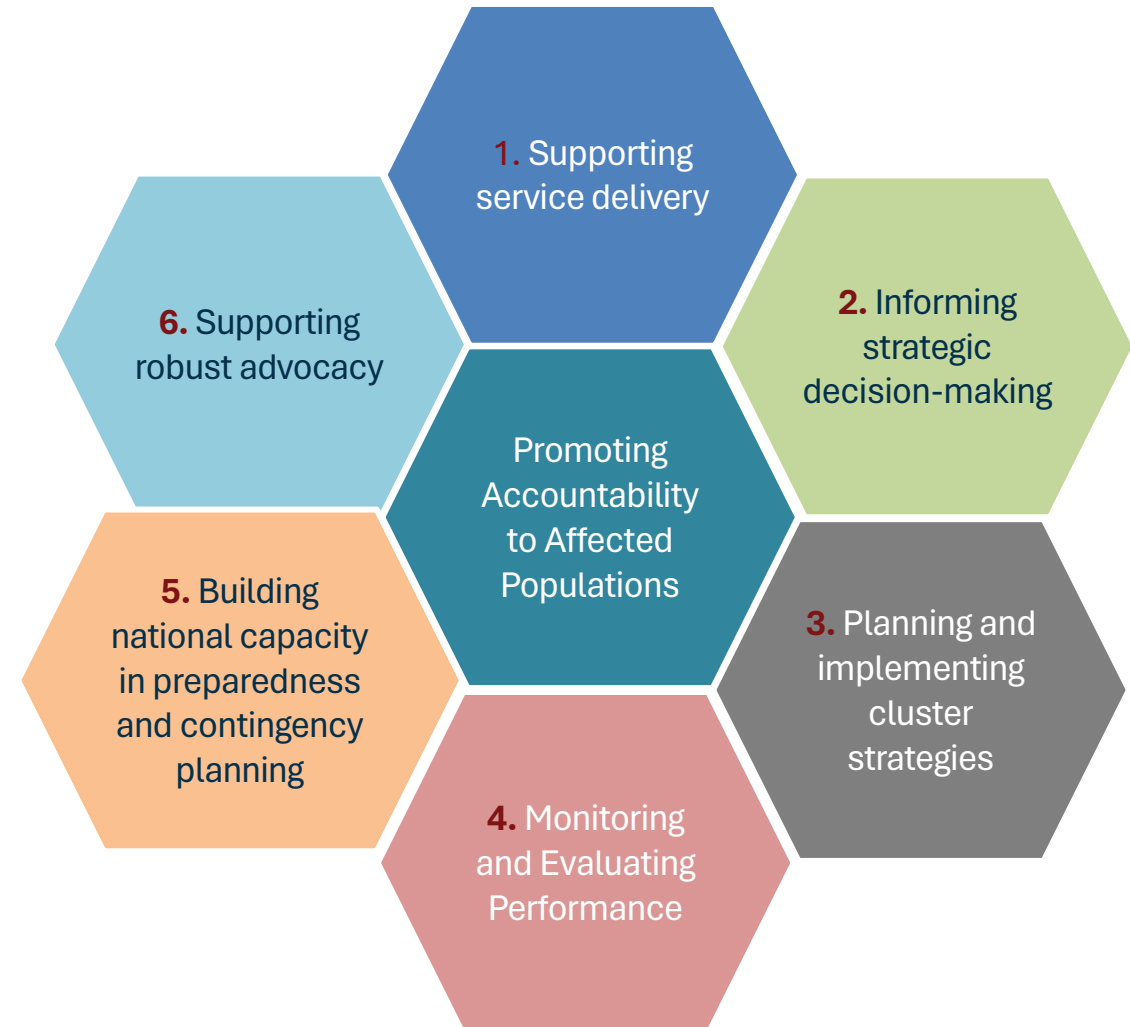 1. Supporting
service delivery
2. Informing
strategic
decision-making
3. Planning and
implementing
cluster
strategies
4. Monitoring
and Evaluating
Performance
5. Building
national capacity
in preparedness
and contingency
planning
6. Supporting
robust advocacy
Promoting
Accountability
to Affected
Populations